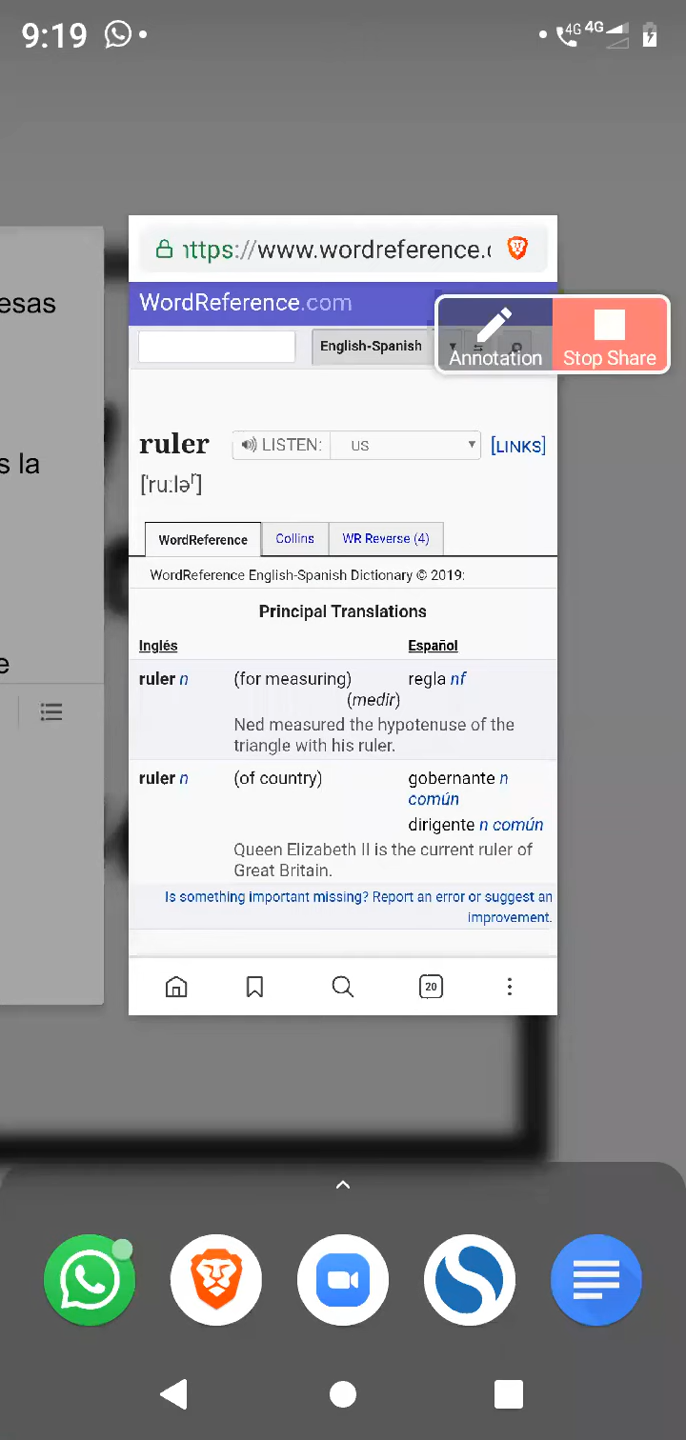 9:19
4G 4G
esas
s la
e
https://www.wordreference.c
WordReference.com
Annotation
Stop Share
English-Spanish
ruler
LISTEN:
US
[LINKS]
['ru:lər]
WordReference
Collins
WR Reverse (4)
WordReference English-Spanish Dictionary © 2019:
Principal Translations
Inglés Español
ruler n (for measuring) regla nf
(medir)
Ned measured the hypotenuse of the
triangle with his ruler.
ruler n (of country) gobernante n
común
dirigente n común
Queen Elizabeth II is the current ruler of
Great Britain.
Is something important missing? Report an error or suggest an
improvement.
20